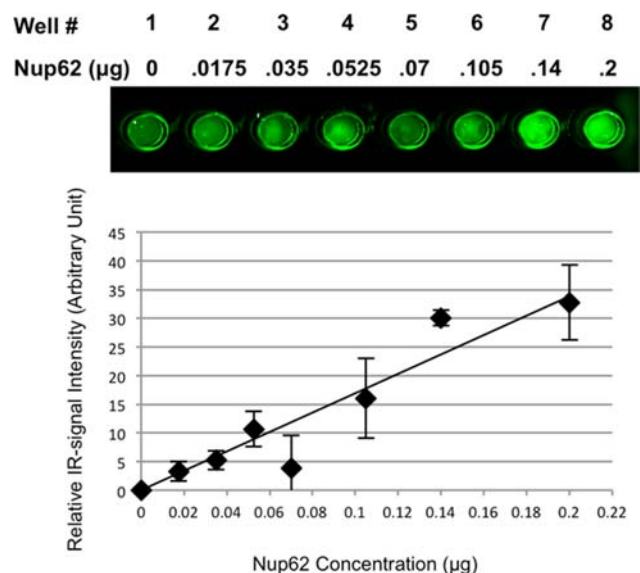 Well # 1 2 3 4 5 6 7 8
Nup62 (µg) 0 .0175 .035 .0525 .07 .105 .14 .2
Relative IR-signal Intensity (Arbitrary Unit)
45
40
35
30
25
20
15
10
5
0
0 0.02 0.04 0.06 0.08 0.1 0.12 0.14 0.16 0.18 0.2 0.22
Nup62 Concentration (µg)